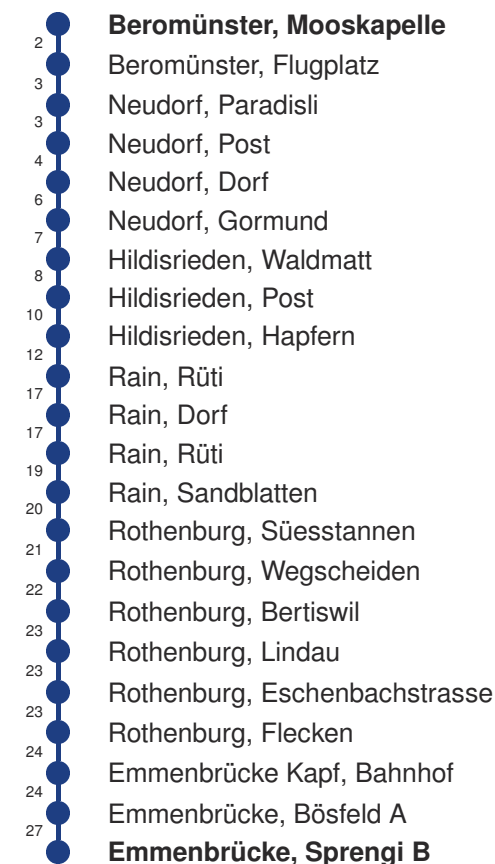 Beromünster, Mooskapelle
2
Beromünster, Flugplatz
3
Neudorf, Paradisli
3
Neudorf, Post
4
Neudorf, Dorf
6
Neudorf, Gormund
7
Hildisrieden, Waldmatt
8
Hildisrieden, Post
10
Hildisrieden, Hapfern
12
Rain, Rüti
17
Rain, Dorf
17
Rain, Rüti
19
Rain, Sandblatten
20
Rothenburg, Süesstannen
21
Rothenburg, Wegscheiden
22
Rothenburg, Bertiswil
23
Rothenburg, Lindau
23
Rothenburg, Eschenbachstrasse
23
Rothenburg, Flecken
24
Emmenbrücke Kapf, Bahnhof
24
Emmenbrücke, Bösfeld A
27
Emmenbrücke, Sprengi B